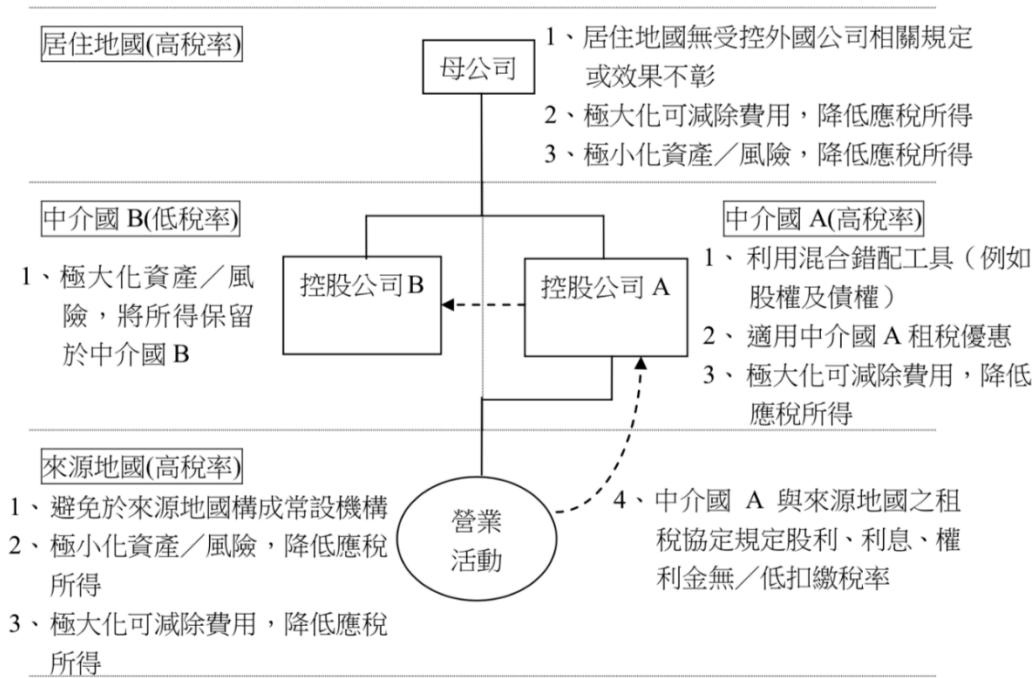 居住地國(高稅率)
母公司
1、居住地國無受控外國公司相關規定
或效果不彰
2、極大化可減除費用，降低應稅所得
3、極小化資產／風險，降低應稅所得
中介國 B(低稅率)
1、極大化資產／風
險，將所得保留
於中介國 B
控股公司 B
控股公司 A
中介國 A(高稅率)
1、利用混合錯配工具（例如
股權及債權）
2、適用中介國 A 租稅優惠
3、極大化可減除費用，降低
應稅所得
來源地國(高稅率)
1、避免於來源地國構成常設機構
2、極小化資產／風險，降低應稅
所得
3、極大化可減除費用，降低應稅
所得
營業
活動
4、中介國 A 與來源地國之租
稅協定規定股利、利息、權
利金無／低扣繳稅率